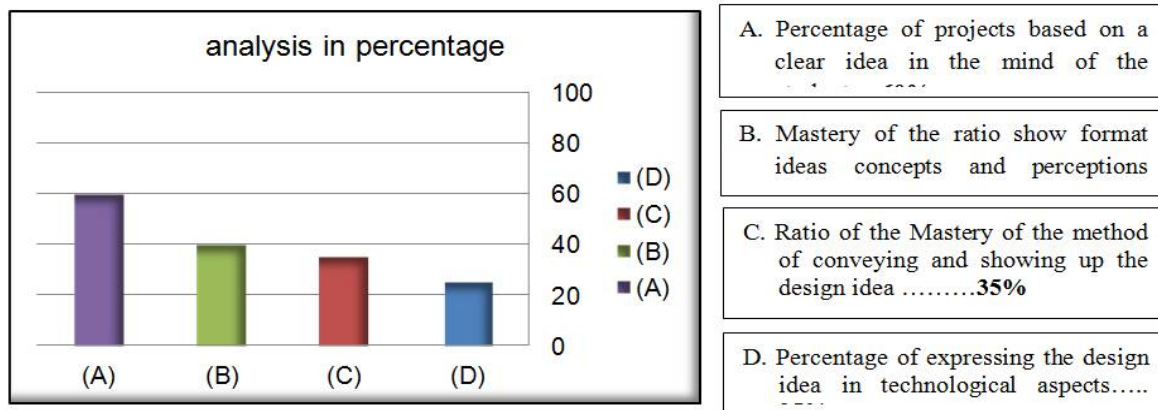 analysis in percentage
100
80
60
40
20
0
(D)
(C)
(B)
(A)
(A)
(B)
(C)
(D)
A. Percentage of projects based on a
clear idea in the mind of the
B. Mastery of the ratio show format
ideas concepts and perceptions
C. Ratio of the Mastery of the method
of conveying and showing up the
design idea .........35%
D. Percentage of expressing the design
idea in technological aspects…..